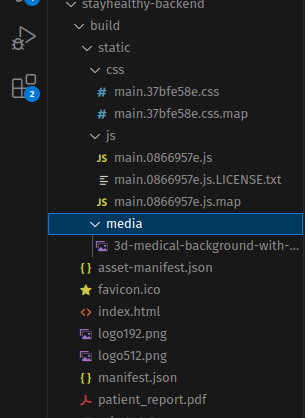 stayhealthy-backend
build
static
css
# main.37bfe58e.css
main.37bfe58e.css.map
js
JS main.0866957e.js
main.0866957e.js.LICENSE.txt
JS main.0866957e.js.map
media
3d-medical-background-with-...
{} asset-manifest.json
favicon.ico
<> index.html
logo192.png
logo512.png
{} manifest.json
patient_report.pdf
2